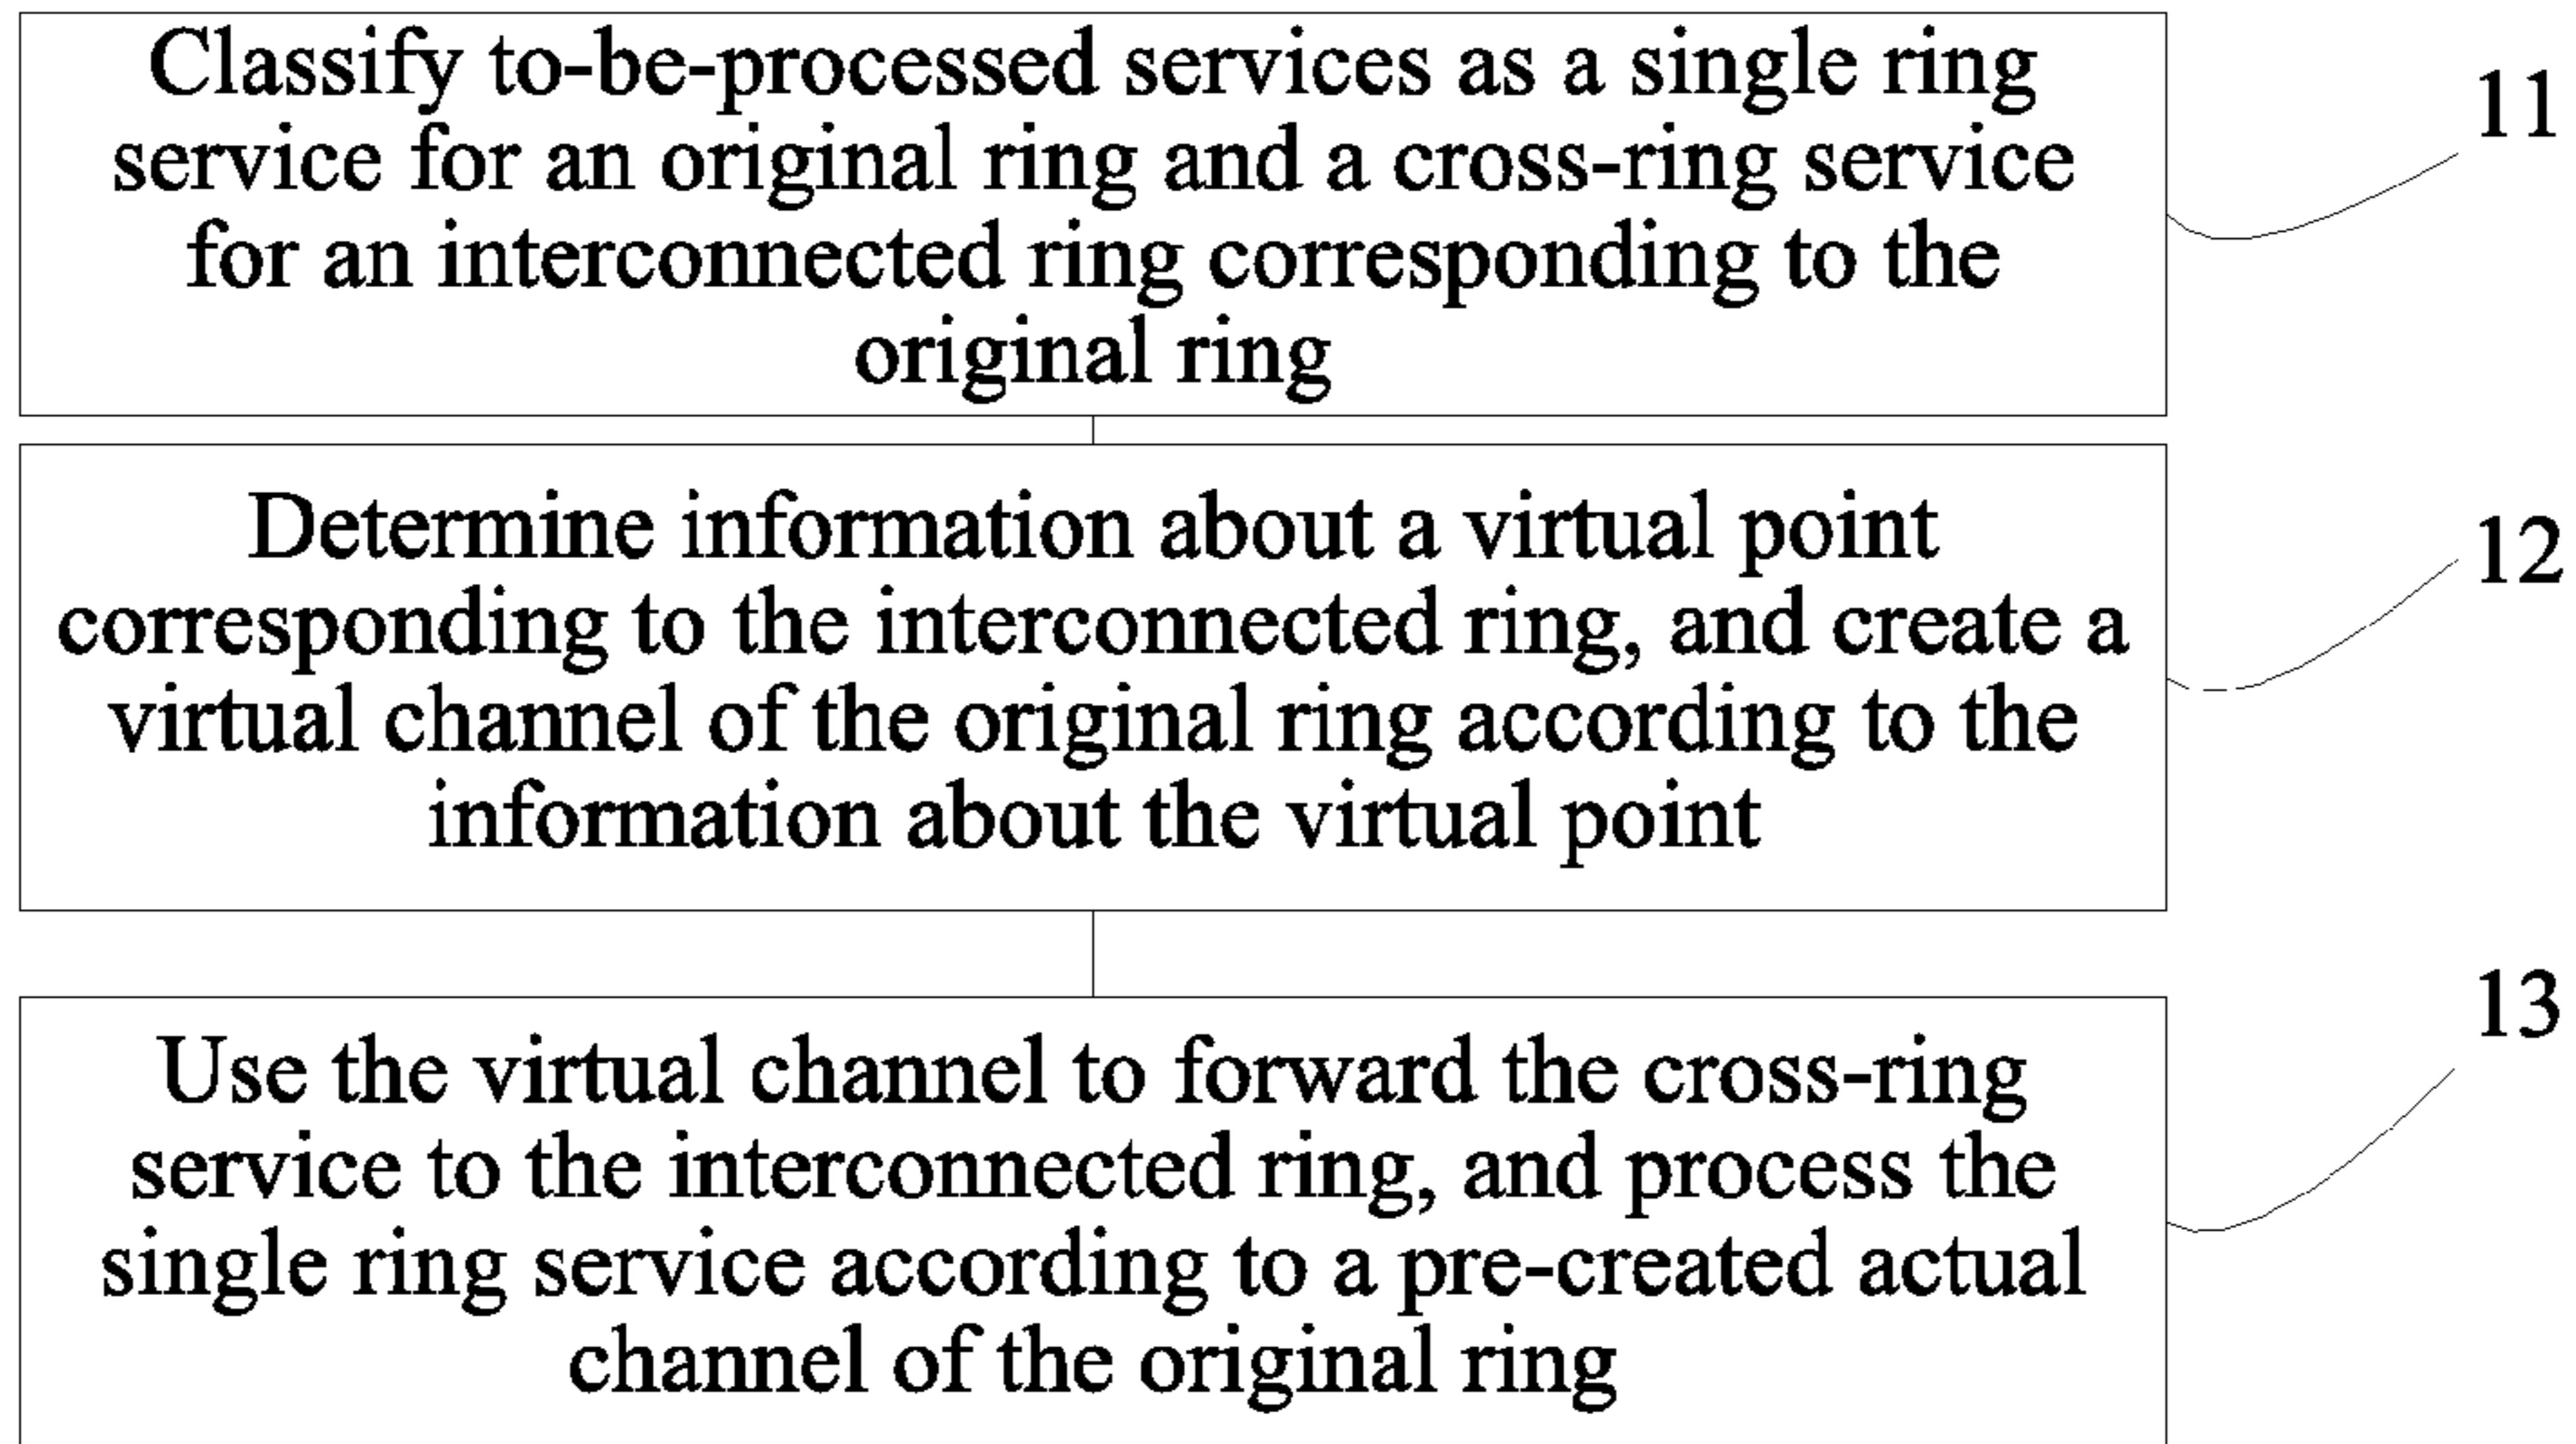 Classify to-be-processed services as a single ring
service for an original ring and a cross-ring service
for an interconnected ring corresponding to the
original ring
11
Determine information about a virtual point
corresponding to the interconnected ring, and create a
virtual channel of the original ring according to the
information about the virtual point
12
Use the virtual channel to forward the cross-ring
service to the interconnected ring, and process the
single ring service according to a pre-created actual
channel of the original ring
13